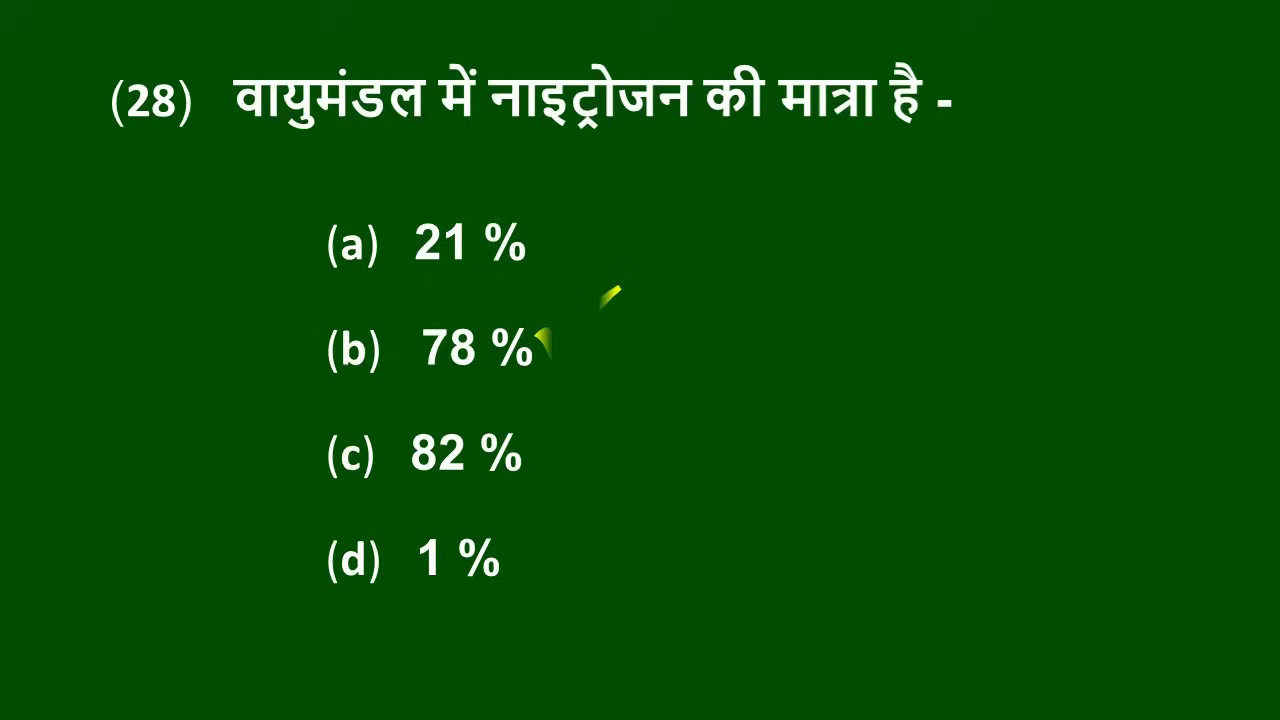 (28) वायुमंडल में नाइट्रोजन की मात्रा है -
(a) 21 %
(b) 78 %
(c) 82 %
(d) 1 %